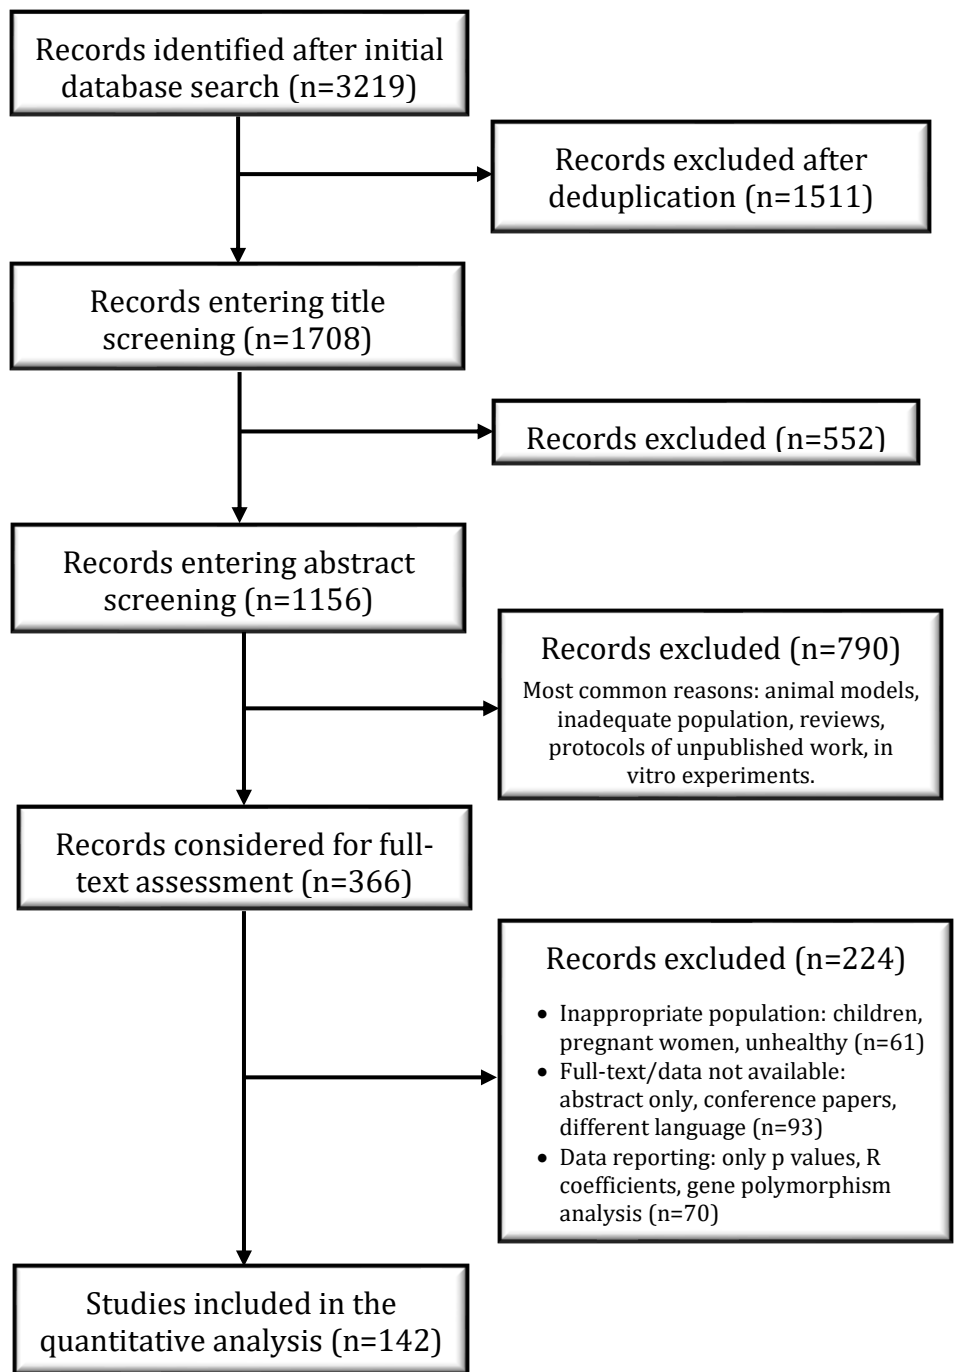 Records identified after initial
database search (n=3219)
Records excluded after
deduplication (n=1511)
Records entering title
screening (n=1708)
Records excluded (n=552)
Records entering abstract
screening (n=1156)
Records excluded (n=790)
Most common reasons: animal models,
inadequate population, reviews,
protocols of unpublished work, in
vitro experiments.
Records considered for full-
text assessment (n=366)
Records excluded (n=224)
• Inappropriate population: children,
pregnant women, unhealthy (n=61)
• Full-text/data not available:
abstract only, conference papers,
different language (n=93)
• Data reporting: only p values, R
coefficients, gene polymorphism
analysis (n=70)
Studies included in the
quantitative analysis (n=142)